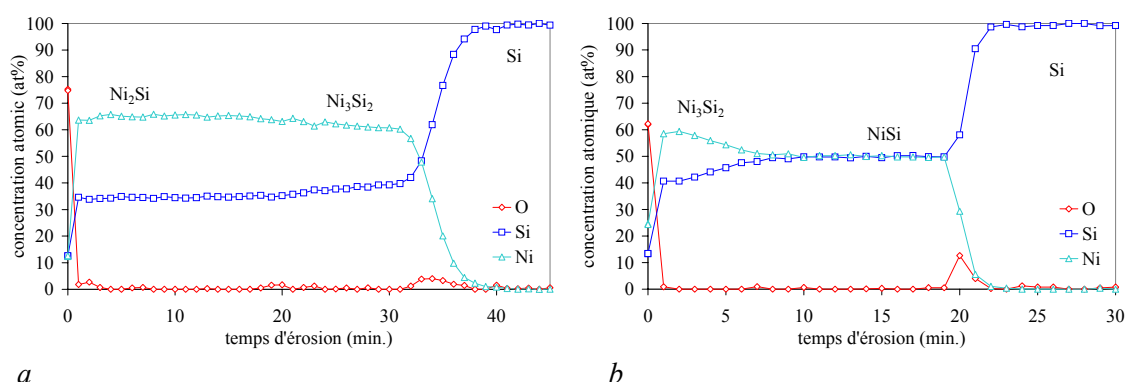 concentration atomic (at%)
100
90
80
70
60
50
40
30
20
10
0
Ni₂Si
Ni₃Si₂
Si
O
Si
Ni
0
10
20
30
40
temps d'érosion (min.)
a
concentration atomique (at%)
100
90
80
70
60
50
40
30
20
10
0
Ni₃Si₂
NiSi
Si
O
Si
Ni
0
5
10
15
20
25
30
temps d'érosion (min.)
b